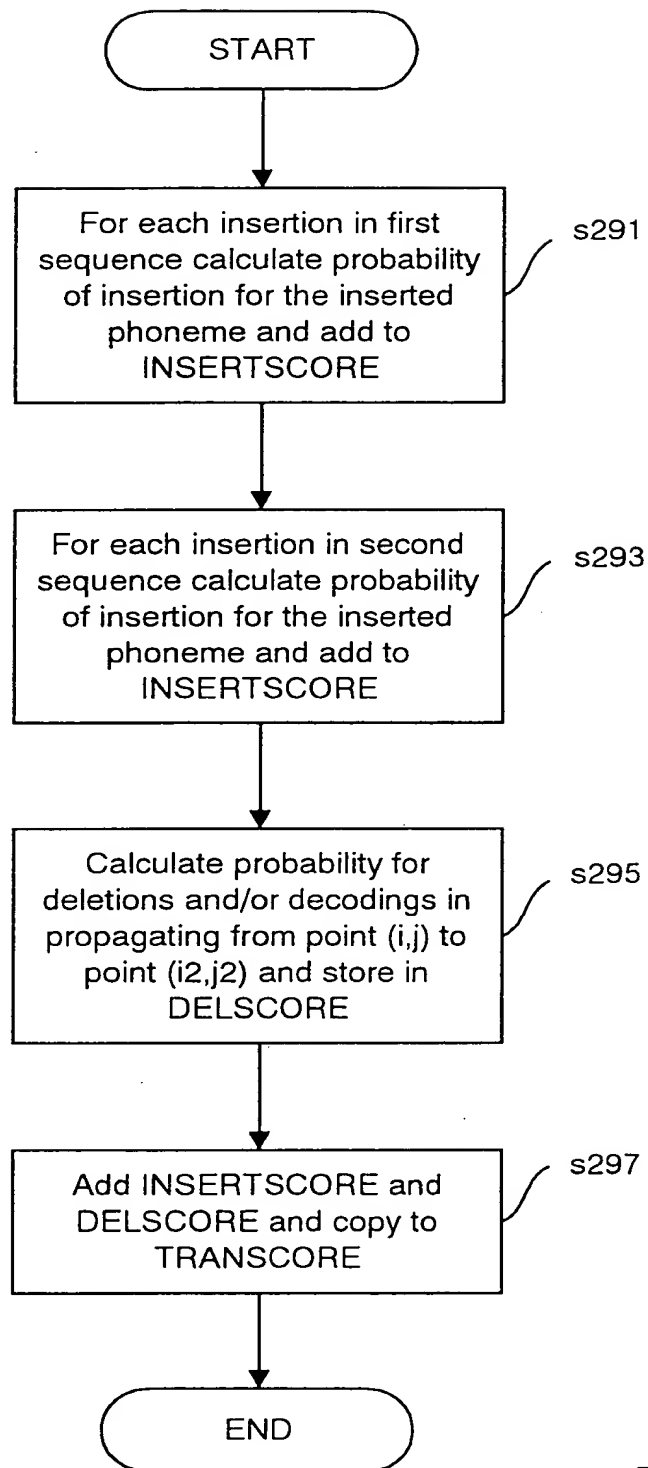 START
For each insertion in first
sequence calculate probability
of insertion for the inserted
phoneme and add to
INSERTSCORE
s291
For each insertion in second
sequence calculate probability
of insertion for the inserted
phoneme and add to
INSERTSCORE
s293
Calculate probability for
deletions and/or decodings in
propagating from point (i,j) to
point (i2,j2) and store in
DELSCORE
s295
Add INSERTSCORE and
DELSCORE and copy to
TRANSCORE
s297
END